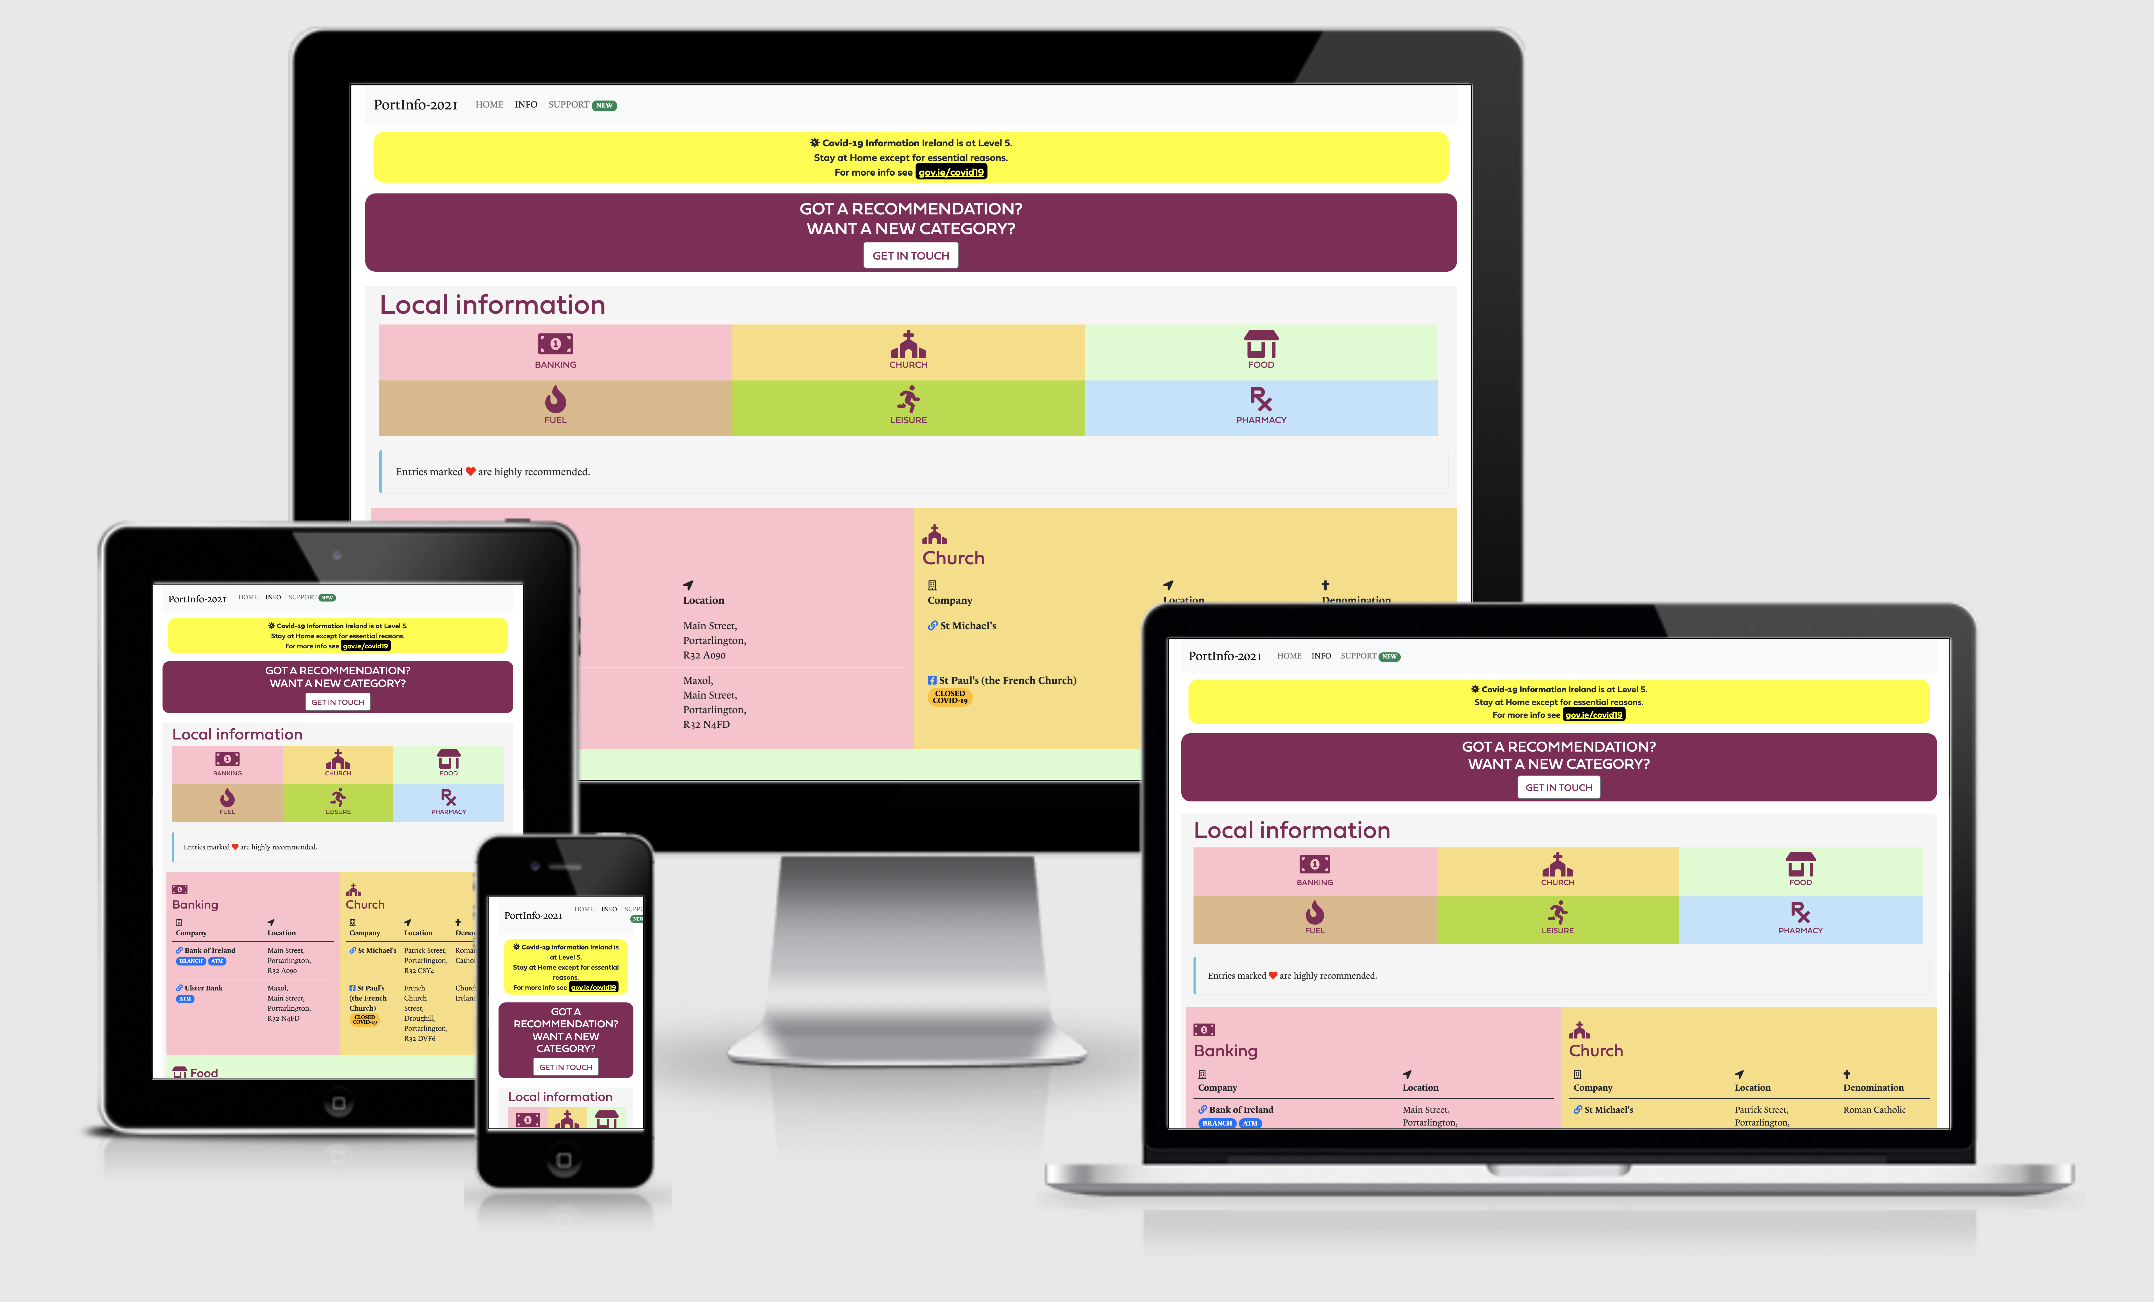 PortInfo-2021 HOME INFO SUPPORT NEW
Covid-19 Information Ireland is at Level 5.
Stay at Home except for essential reasons.
For more info see gov.ie/covid19
GOT A RECOMMENDATION?
WANT A NEW CATEGORY?
GET IN TOUCH
Local information
BANKING CHURCH FOOD
FUEL LEISURE PHARMACY
Entries marked are highly recommended.
Church
Location Company Location Denomination
Main Street,
Portarlington,
R32 A090
St Michael's
Maxol,
Main Street,
Portarlington,
R32 N4FD
St Paul's (the French Church)
CLOSED
COVID-19
PortInfo-2021 HOME INFO SUPPORT NEW
Covid-19 Information Ireland is at Level 5.
Stay at Home except for essential reasons.
For more info see gov.ie/covid19
GOT A RECOMMENDATION?
WANT A NEW CATEGORY?
GET IN TOUCH
Local information
BANKING CHURCH FOOD
FUEL LEISURE PHARMACY
Entries marked are highly recommended.
Banking
Company Location
Bank of Ireland
BRANCH ATM
Main Street,
Portarlington,
R32 A090
Ulster Bank
ATM
Maxol,
Main Street,
Portarlington,
R32 N4FD
Church
Company Location
St Michael's
Patrick Street,
Portarlington,
St Paul's
(the French
Church)
CLOSED
COVID-19
French
Church
Street,
Droughill,
Portarlington,
R32 DVF6
Food
PortInfo-2021 HOME INFO
Covid-19 Information Ireland is
at Level 5.
Stay at Home except for essential
reasons.
For more info see gov.ie/covid19
GOT A
RECOMMENDATION?
WANT A NEW
CATEGORY?
GET IN TOUCH
Local information
PortInfo-2021 HOME INFO SUPPORT NEW
Covid-19 Information Ireland is at Level 5.
Stay at Home except for essential reasons.
For more info see gov.ie/covid19
GOT A RECOMMENDATION?
WANT A NEW CATEGORY?
GET IN TOUCH
Local information
BANKING CHURCH FOOD
FUEL LEISURE PHARMACY
Entries marked are highly recommended.
Banking
Company Location
Bank of Ireland
BRANCH ATM
Main Street,
Portarlington,
Church
Company Location Denomination
St Michael's
Patrick Street,
Portarlington,
Roman Catholic